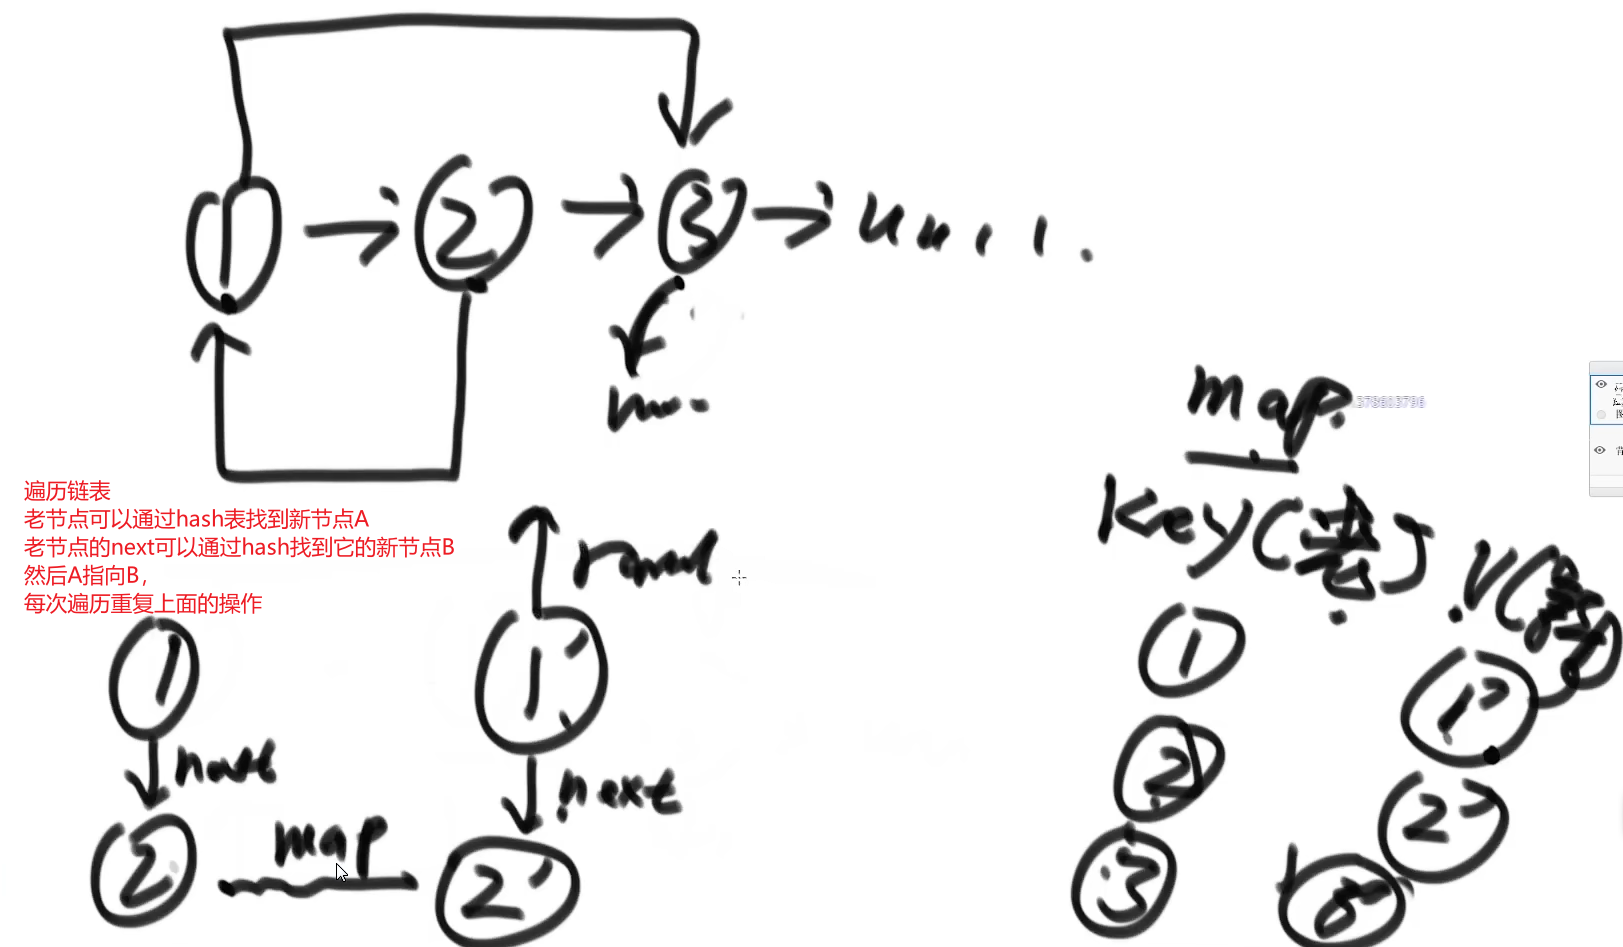 1 → 2 → 3 → null.
map.
key(老) .V(新)
遍历链表
老节点可以通过hash表找到新节点A
老节点的next可以通过hash找到它的新节点B
然后A指向B，
每次遍历重复上面的操作
rand
1 1' 1 1'
next next
2 map 2' 2 2'
3